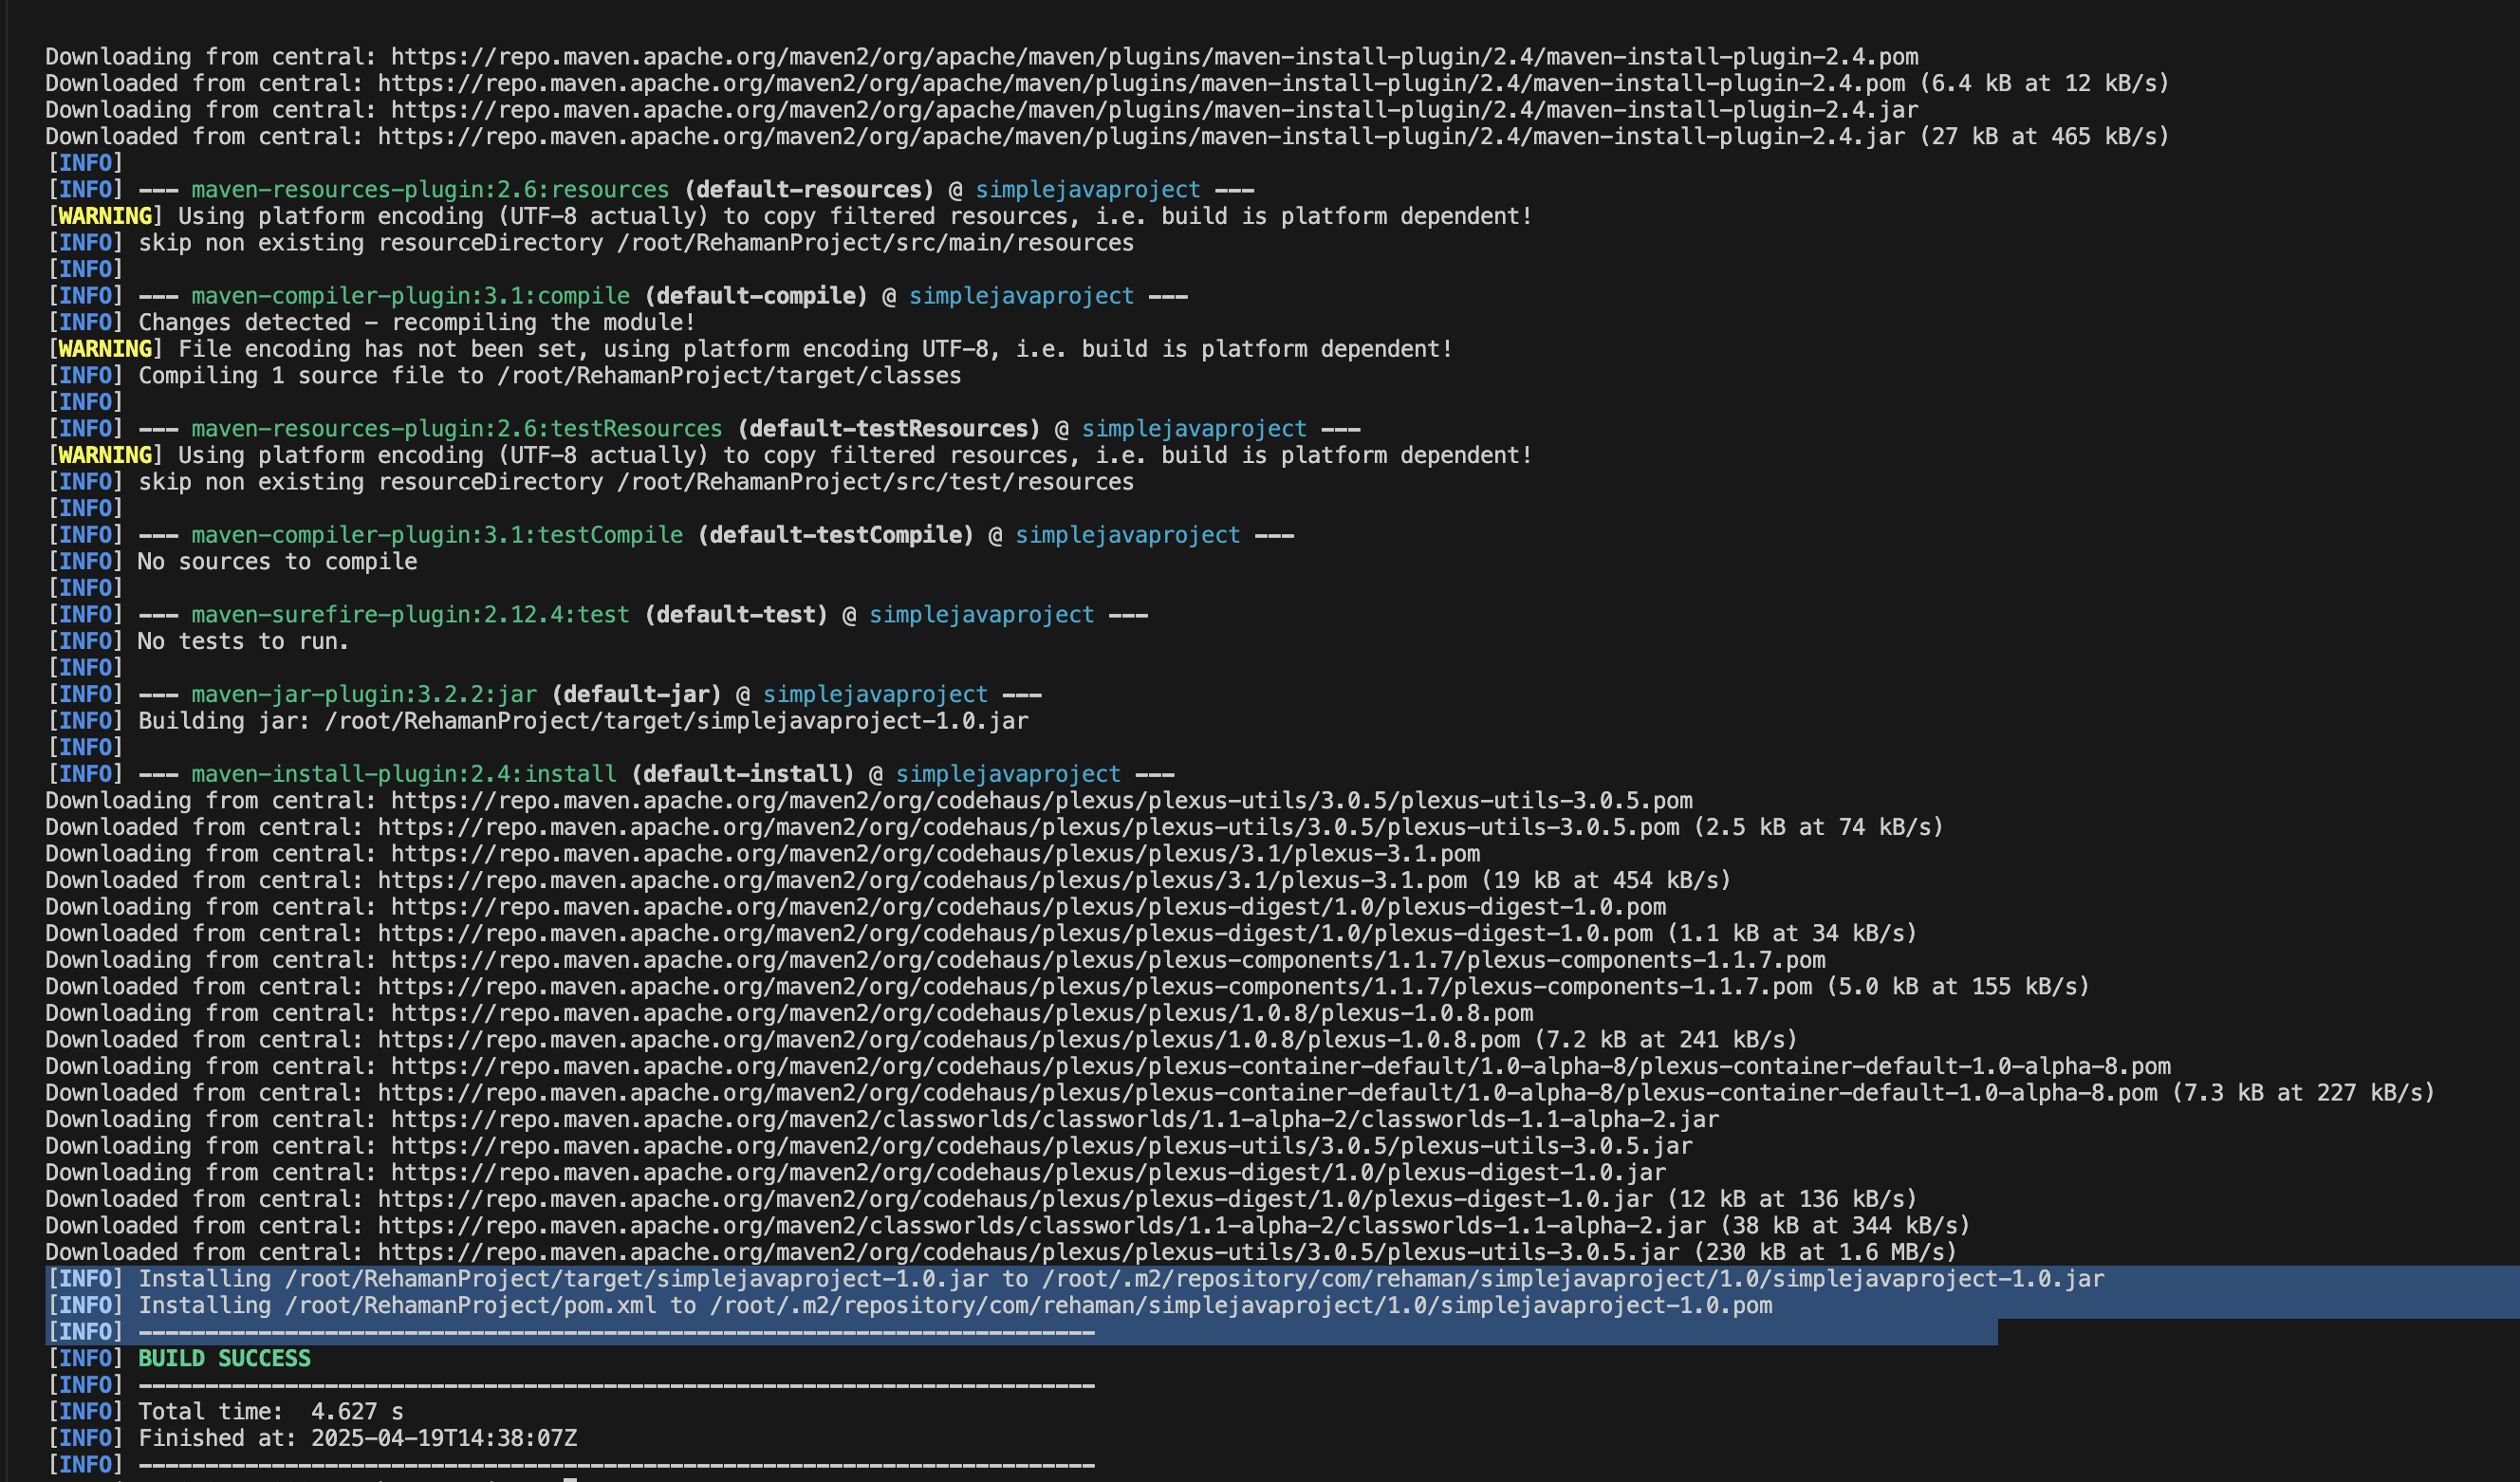 Downloading from central: https://repo.maven.apache.org/maven2/org/apache/maven/plugins/maven-install-plugin/2.4/maven-install-plugin-2.4.pom
Downloaded from central: https://repo.maven.apache.org/maven2/org/apache/maven/plugins/maven-install-plugin/2.4/maven-install-plugin-2.4.pom (6.4 kB at 12 kB/s)
Downloading from central: https://repo.maven.apache.org/maven2/org/apache/maven/plugins/maven-install-plugin/2.4/maven-install-plugin-2.4.jar
Downloaded from central: https://repo.maven.apache.org/maven2/org/apache/maven/plugins/maven-install-plugin/2.4/maven-install-plugin-2.4.jar (27 kB at 465 kB/s)
[INFO]
[INFO] --- maven-resources-plugin:2.6:resources (default-resources) @ simplejavaproject ---
[WARNING] Using platform encoding (UTF-8 actually) to copy filtered resources, i.e. build is platform dependent!
[INFO] skip non existing resourceDirectory /root/RehamanProject/src/main/resources
[INFO]
[INFO] --- maven-compiler-plugin:3.1:compile (default-compile) @ simplejavaproject ---
[INFO] Changes detected - recompiling the module!
[WARNING] File encoding has not been set, using platform encoding UTF-8, i.e. build is platform dependent!
[INFO] Compiling 1 source file to /root/RehamanProject/target/classes
[INFO]
[INFO] --- maven-resources-plugin:2.6:testResources (default-testResources) @ simplejavaproject ---
[WARNING] Using platform encoding (UTF-8 actually) to copy filtered resources, i.e. build is platform dependent!
[INFO] skip non existing resourceDirectory /root/RehamanProject/src/test/resources
[INFO]
[INFO] --- maven-compiler-plugin:3.1:testCompile (default-testCompile) @ simplejavaproject ---
[INFO] No sources to compile
[INFO]
[INFO] --- maven-surefire-plugin:2.12.4:test (default-test) @ simplejavaproject ---
[INFO] No tests to run.
[INFO]
[INFO] --- maven-jar-plugin:3.2.2:jar (default-jar) @ simplejavaproject ---
[INFO] Building jar: /root/RehamanProject/target/simplejavaproject-1.0.jar
[INFO]
[INFO] --- maven-install-plugin:2.4:install (default-install) @ simplejavaproject ---
Downloading from central: https://repo.maven.apache.org/maven2/org/codehaus/plexus/plexus-utils/3.0.5/plexus-utils-3.0.5.pom
Downloaded from central: https://repo.maven.apache.org/maven2/org/codehaus/plexus/plexus-utils/3.0.5/plexus-utils-3.0.5.pom (2.5 kB at 74 kB/s)
Downloading from central: https://repo.maven.apache.org/maven2/org/codehaus/plexus/plexus/3.1/plexus-3.1.pom
Downloaded from central: https://repo.maven.apache.org/maven2/org/codehaus/plexus/plexus/3.1/plexus-3.1.pom (19 kB at 454 kB/s)
Downloading from central: https://repo.maven.apache.org/maven2/org/codehaus/plexus/plexus-digest/1.0/plexus-digest-1.0.pom
Downloaded from central: https://repo.maven.apache.org/maven2/org/codehaus/plexus/plexus-digest/1.0/plexus-digest-1.0.pom (1.1 kB at 34 kB/s)
Downloading from central: https://repo.maven.apache.org/maven2/org/codehaus/plexus/plexus-components/1.1.7/plexus-components-1.1.7.pom
Downloaded from central: https://repo.maven.apache.org/maven2/org/codehaus/plexus/plexus-components/1.1.7/plexus-components-1.1.7.pom (5.0 kB at 155 kB/s)
Downloading from central: https://repo.maven.apache.org/maven2/org/codehaus/plexus/plexus/1.0.8/plexus-1.0.8.pom
Downloaded from central: https://repo.maven.apache.org/maven2/org/codehaus/plexus/plexus/1.0.8/plexus-1.0.8.pom (7.2 kB at 241 kB/s)
Downloading from central: https://repo.maven.apache.org/maven2/org/codehaus/plexus/plexus-container-default/1.0-alpha-8/plexus-container-default-1.0-alpha-8.pom
Downloaded from central: https://repo.maven.apache.org/maven2/org/codehaus/plexus/plexus-container-default/1.0-alpha-8/plexus-container-default-1.0-alpha-8.pom (7.3 kB at 227 kB/s)
Downloading from central: https://repo.maven.apache.org/maven2/classworlds/classworlds/1.1-alpha-2/classworlds-1.1-alpha-2.jar
Downloading from central: https://repo.maven.apache.org/maven2/org/codehaus/plexus/plexus-utils/3.0.5/plexus-utils-3.0.5.jar
Downloading from central: https://repo.maven.apache.org/maven2/org/codehaus/plexus/plexus-digest/1.0/plexus-digest-1.0.jar
Downloaded from central: https://repo.maven.apache.org/maven2/org/codehaus/plexus/plexus-digest/1.0/plexus-digest-1.0.jar (12 kB at 136 kB/s)
Downloaded from central: https://repo.maven.apache.org/maven2/classworlds/classworlds/1.1-alpha-2/classworlds-1.1-alpha-2.jar (38 kB at 344 kB/s)
Downloaded from central: https://repo.maven.apache.org/maven2/org/codehaus/plexus/plexus-utils/3.0.5/plexus-utils-3.0.5.jar (230 kB at 1.6 MB/s)
[INFO] Installing /root/RehamanProject/target/simplejavaproject-1.0.jar to /root/.m2/repository/com/rehaman/simplejavaproject/1.0/simplejavaproject-1.0.jar
[INFO] Installing /root/RehamanProject/pom.xml to /root/.m2/repository/com/rehaman/simplejavaproject/1.0/simplejavaproject-1.0.pom
[INFO] ------------------------------------------------------------------------
[INFO] BUILD SUCCESS
[INFO] ------------------------------------------------------------------------
[INFO] Total time:  4.627 s
[INFO] Finished at: 2025-04-19T14:38:07Z
[INFO] ------------------------------------------------------------------------